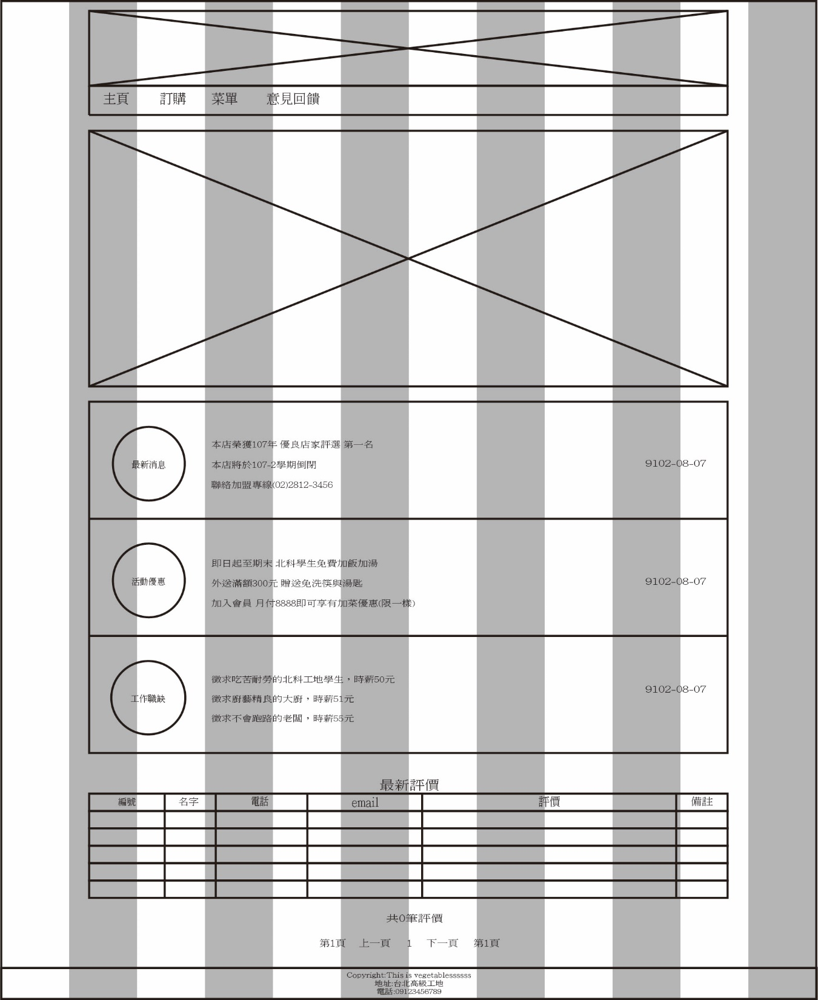 主頁 訂購 菜單 意見回饋
本店榮獲107年 優良店家評選 第一名
最新消息 本店將於107-2學期倒閉 9102-08-07
聯絡加盟專線(02)2812-3456
即日起至期末 北科學生免費加飯加湯
活動優惠 外送滿額300元 贈送免洗筷與湯匙 9102-08-07
加入會員 月付8888即可享有加菜優惠(限一樣)
徵求吃苦耐勞的北科工地學生，時薪50元
9102-08-07
工作職缺 徵求廚藝精良的大廚，時薪51元
徵求不會跑路的老闆，時薪55元
最新評價
編號 名字 電話 email 評價 備註
共0筆評價
第1頁 上一頁 1 下一頁 第1頁
Copyright:This is vegetablessssss
地址:台北高級工地
電話:09123456789